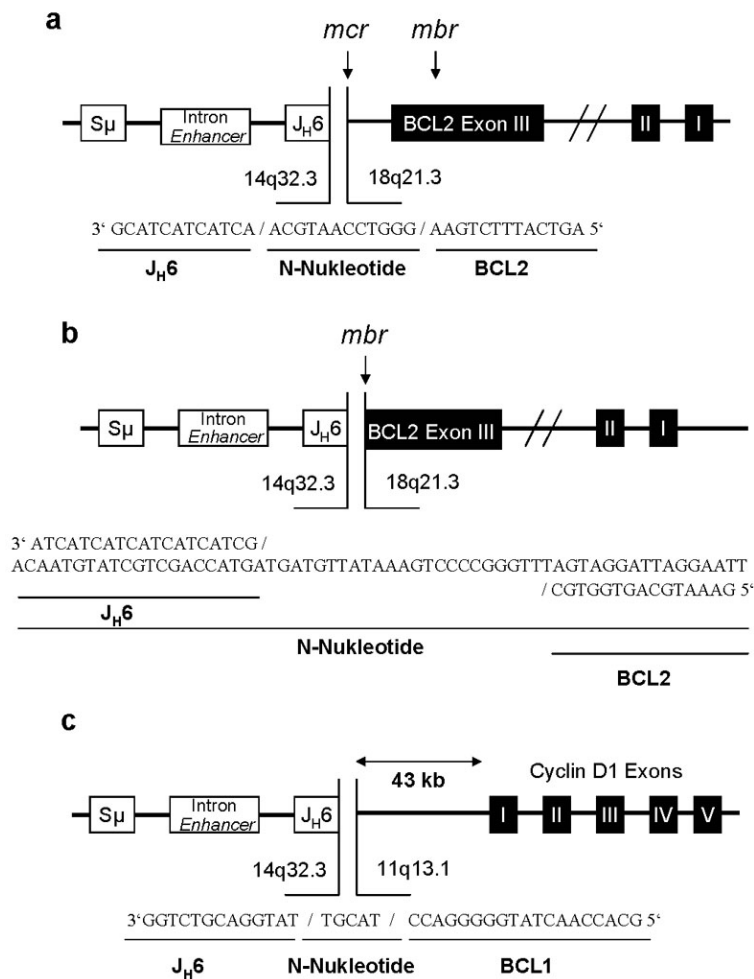 a
mcr mbr
Sµ Intron Enhancer JH6 BCL2 Exon III II I
14q32.3 18q21.3
3‘ GCATCATCATCA / ACGTAACCTGGG / AAGTCTTTACTGA 5‘
JH6 N-Nukleotide BCL2
b
mbr
Sµ Intron Enhancer JH6 BCL2 Exon III II I
14q32.3 18q21.3
3‘ ATCATCATCATCATCATCG /
ACAATGTATCGTCGACCATGATGATGTTATAAAGTCCCCGGGTTTAGTAGGATTAGGAATT
/ CGTGGTGACGTAAAG 5‘
JH6
N-Nukleotide
BCL2
c
43 kb Cyclin D1 Exons
Sµ Intron Enhancer JH6 I II III IV V
14q32.3 11q13.1
3‘GGTCTGCAGGTAT / TGCAT / CCAGGGGGTATCAACCACG 5‘
JH6 N-Nukleotide BCL1